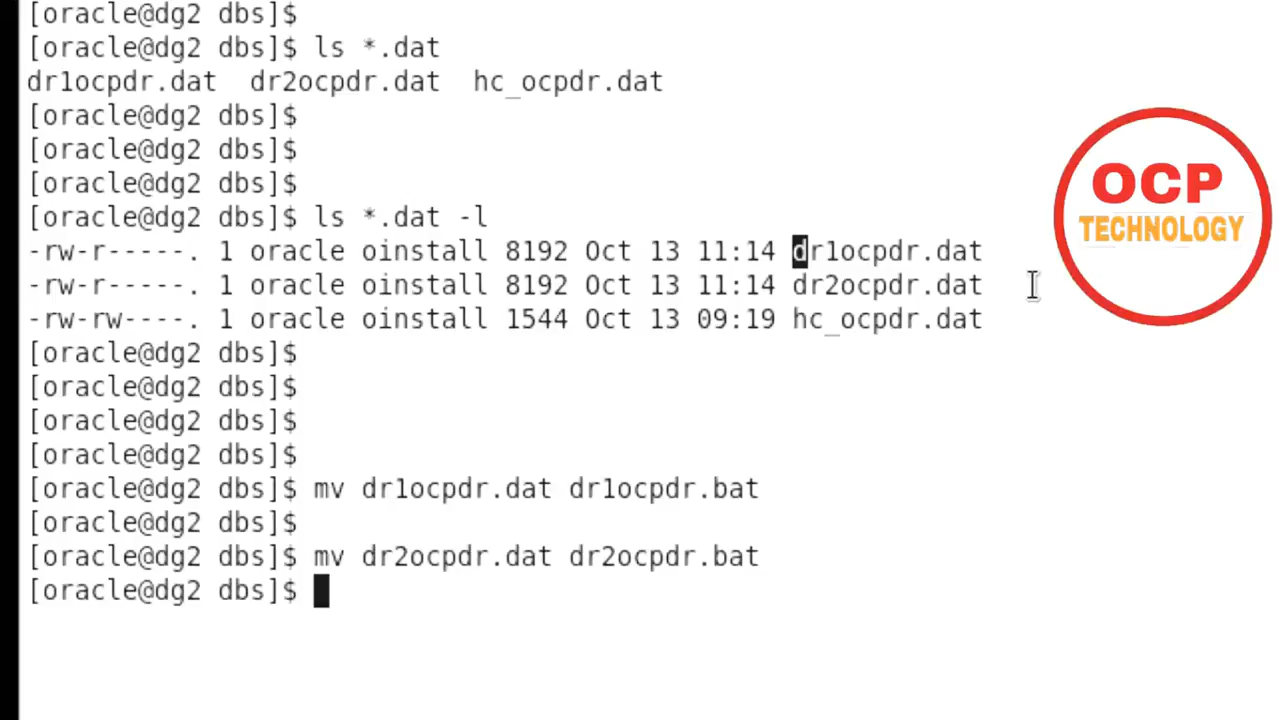 [oracle@dg2 dbs]$
[oracle@dg2 dbs]$ ls *.dat
dr1ocpdr.dat  dr2ocpdr.dat  hc_ocpdr.dat
[oracle@dg2 dbs]$
[oracle@dg2 dbs]$
[oracle@dg2 dbs]$
[oracle@dg2 dbs]$ ls *.dat -l
-rw-r-----. 1 oracle oinstall 8192 Oct 13 11:14 dr1ocpdr.dat
-rw-r-----. 1 oracle oinstall 8192 Oct 13 11:14 dr2ocpdr.dat
-rw-rw----. 1 oracle oinstall 1544 Oct 13 09:19 hc_ocpdr.dat
[oracle@dg2 dbs]$
[oracle@dg2 dbs]$
[oracle@dg2 dbs]$
[oracle@dg2 dbs]$
[oracle@dg2 dbs]$ mv dr1ocpdr.dat dr1ocpdr.bat
[oracle@dg2 dbs]$
[oracle@dg2 dbs]$ mv dr2ocpdr.dat dr2ocpdr.bat
[oracle@dg2 dbs]$
OCP
TECHNOLOGY